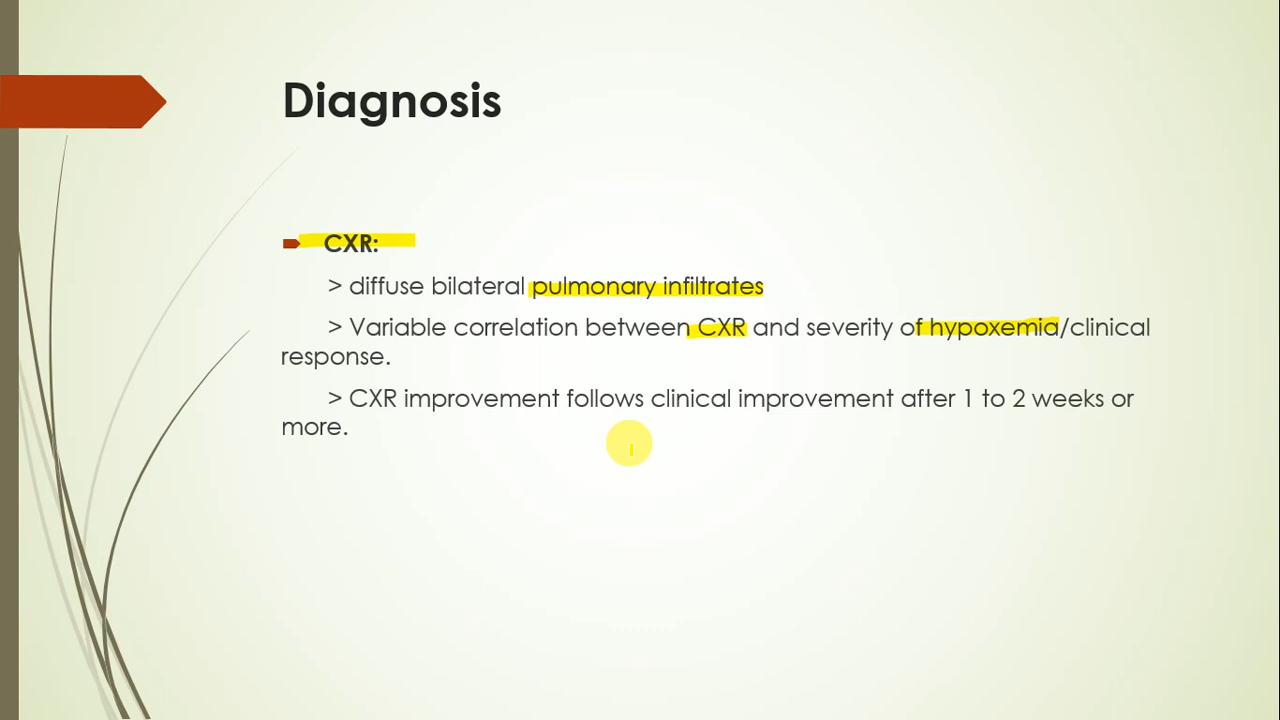 Diagnosis
CXR:
> diffuse bilateral pulmonary infiltrates
> Variable correlation between CXR and severity of hypoxemia/clinical
response.
> CXR improvement follows clinical improvement after 1 to 2 weeks or
more.